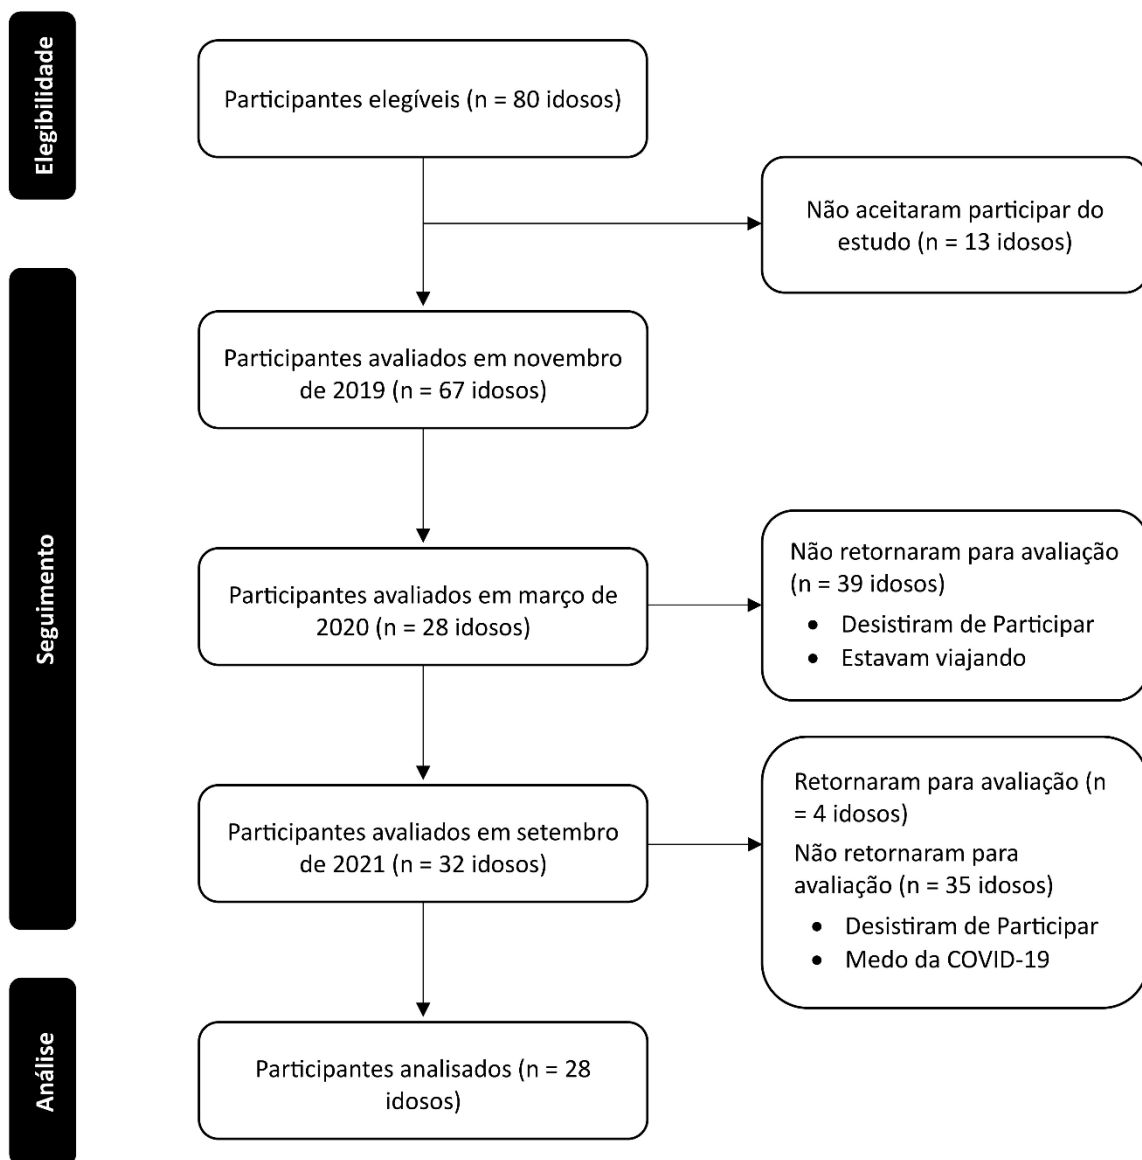 Elegibilidade
Participantes elegíveis (n = 80 idosos)
Não aceitaram participar do
estudo (n = 13 idosos)
Seguimento
Participantes avaliados em novembro
de 2019 (n = 67 idosos)
Participantes avaliados em março de
2020 (n = 28 idosos)
Não retornaram para avaliação
(n = 39 idosos)
• Desistiram de Participar
• Estavam viajando
Participantes avaliados em setembro
de 2021 (n = 32 idosos)
Retornaram para avaliação (n
= 4 idosos)
Não retornaram para
avaliação (n = 35 idosos)
• Desistiram de Participar
• Medo da COVID-19
Análise
Participantes analisados (n = 28
idosos)